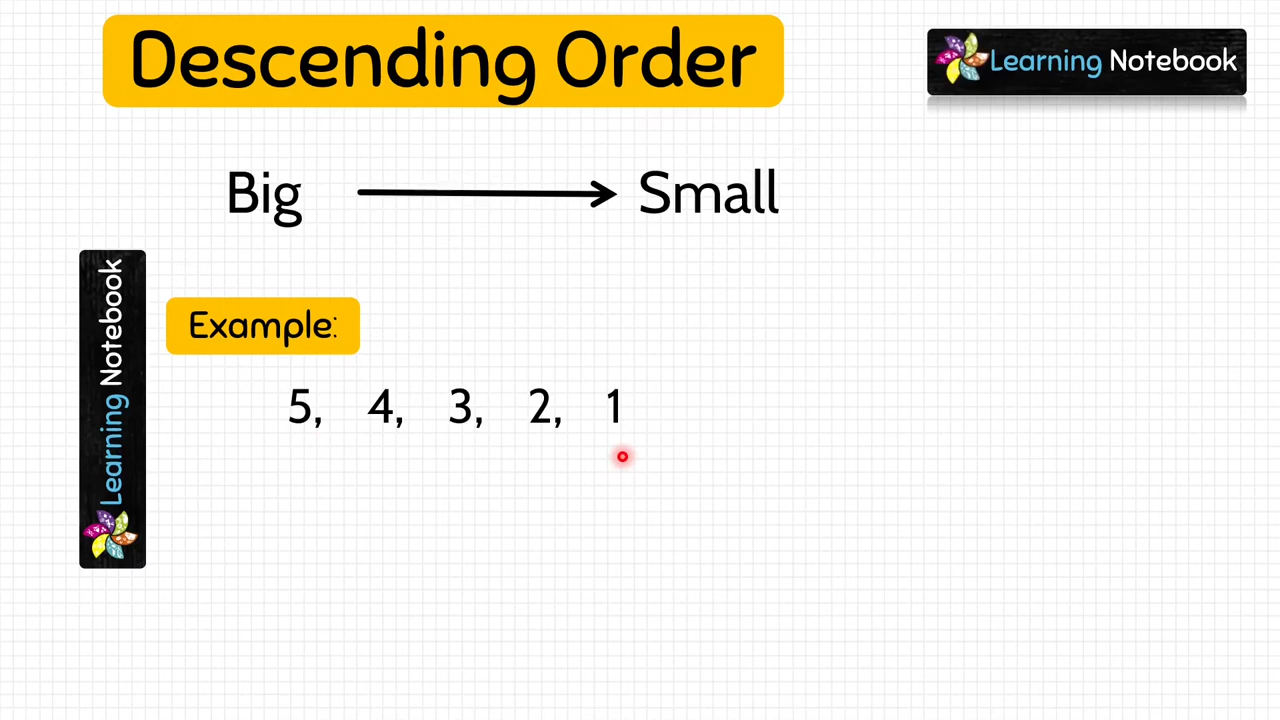 Descending Order
Learning Notebook
Big Small
Learning Notebook
Example:
5, 4, 3, 2, 1